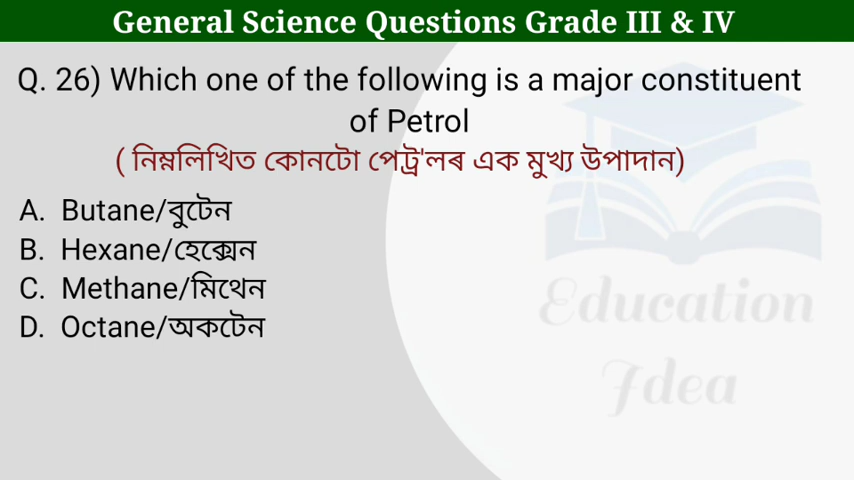 General Science Questions Grade III & IV
Q. 26) Which one of the following is a major constituent
of Petrol
( নিম্নলিখিত কোনটো পেট্ৰ'লৰ এক মুখ্য উপাদান)
A. Butane/বুটেন
B. Hexane/হেক্সেন
C. Methane/মিথেন
D. Octane/অকটেন
Education
Idea